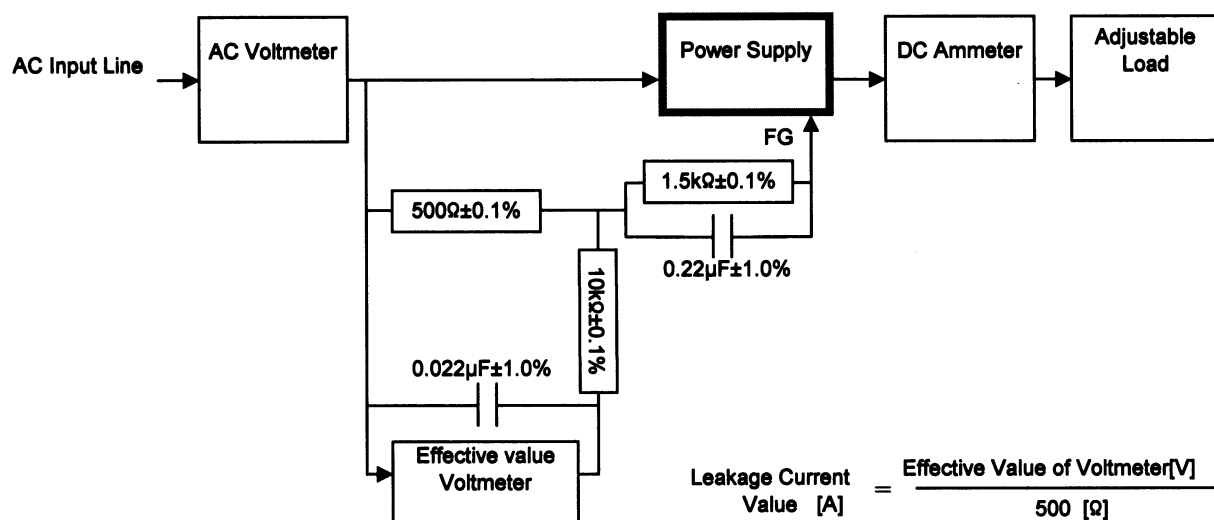 AC Input Line
AC Voltmeter
Power Supply
DC Ammeter
Adjustable
Load
FG
500Ω±0.1%
1.5kΩ±0.1%
0.22µF±1.0%
10kΩ±0.1%
0.022µF±1.0%
Effective value
Voltmeter
Leakage Current
Value [A]
=
Effective Value of Voltmeter[V]
500 [Ω]